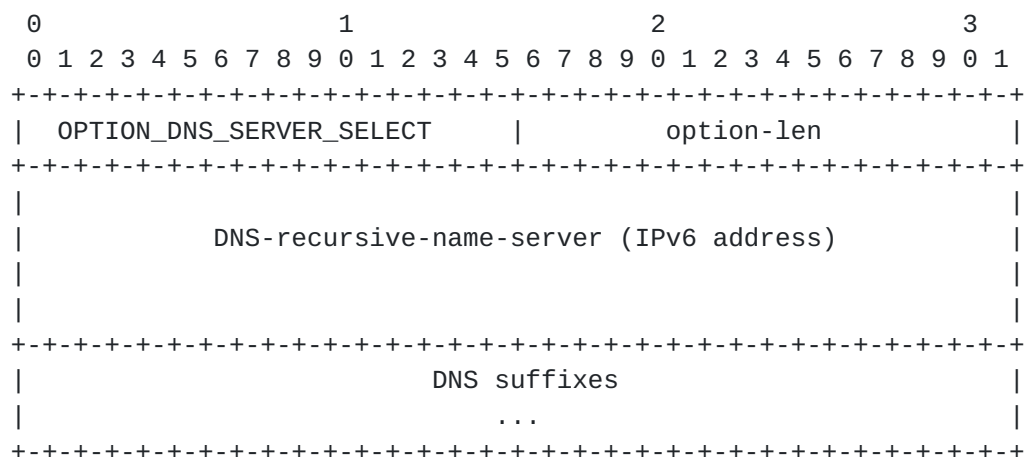 0                   1                   2                   3
 0 1 2 3 4 5 6 7 8 9 0 1 2 3 4 5 6 7 8 9 0 1 2 3 4 5 6 7 8 9 0 1
+-+-+-+-+-+-+-+-+-+-+-+-+-+-+-+-+-+-+-+-+-+-+-+-+-+-+-+-+-+-+-+-+
|  OPTION_DNS_SERVER_SELECT     |         option-len            |
+-+-+-+-+-+-+-+-+-+-+-+-+-+-+-+-+-+-+-+-+-+-+-+-+-+-+-+-+-+-+-+-+
|                                                               |
|            DNS-recursive-name-server (IPv6 address)           |
|                                                               |
|                                                               |
+-+-+-+-+-+-+-+-+-+-+-+-+-+-+-+-+-+-+-+-+-+-+-+-+-+-+-+-+-+-+-+-+
|                          DNS suffixes                         |
|                              ...                              |
+-+-+-+-+-+-+-+-+-+-+-+-+-+-+-+-+-+-+-+-+-+-+-+-+-+-+-+-+-+-+-+-+